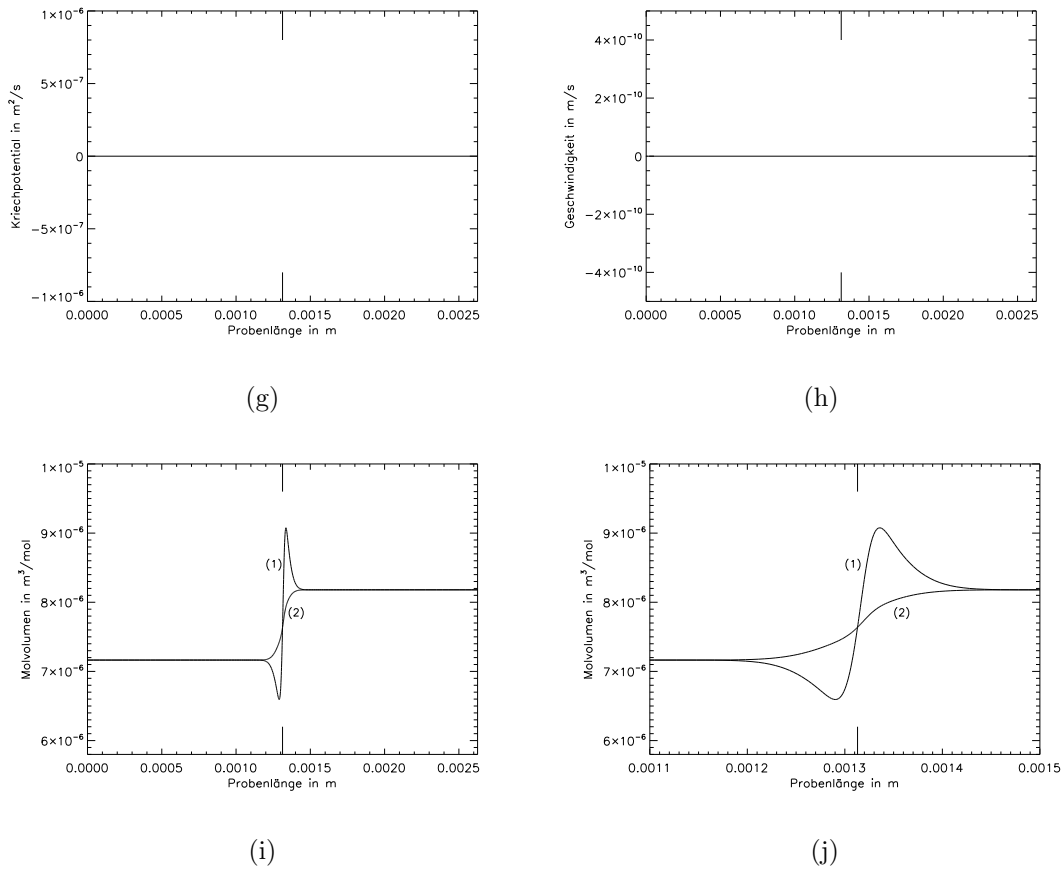 1×10⁻⁶
5×10⁻⁷
0
−5×10⁻⁷
−1×10⁻⁶
Kriechpotential in m²/s
0.0000 0.0005 0.0010 0.0015 0.0020 0.0025
Probenlänge in m
(g)
4×10⁻¹⁰
2×10⁻¹⁰
0
−2×10⁻¹⁰
−4×10⁻¹⁰
Geschwindigkeit in m/s
0.0000 0.0005 0.0010 0.0015 0.0020 0.0025
Probenlänge in m
(h)
1×10⁻⁵
9×10⁻⁶
8×10⁻⁶
7×10⁻⁶
6×10⁻⁶
Molvolumen in m³/mol
(1)
(2)
0.0000 0.0005 0.0010 0.0015 0.0020 0.0025
Probenlänge in m
(i)
1×10⁻⁵
9×10⁻⁶
8×10⁻⁶
7×10⁻⁶
6×10⁻⁶
Molvolumen in m³/mol
(1)
(2)
0.0011 0.0012 0.0013 0.0014 0.0015
Probenlänge in m
(j)